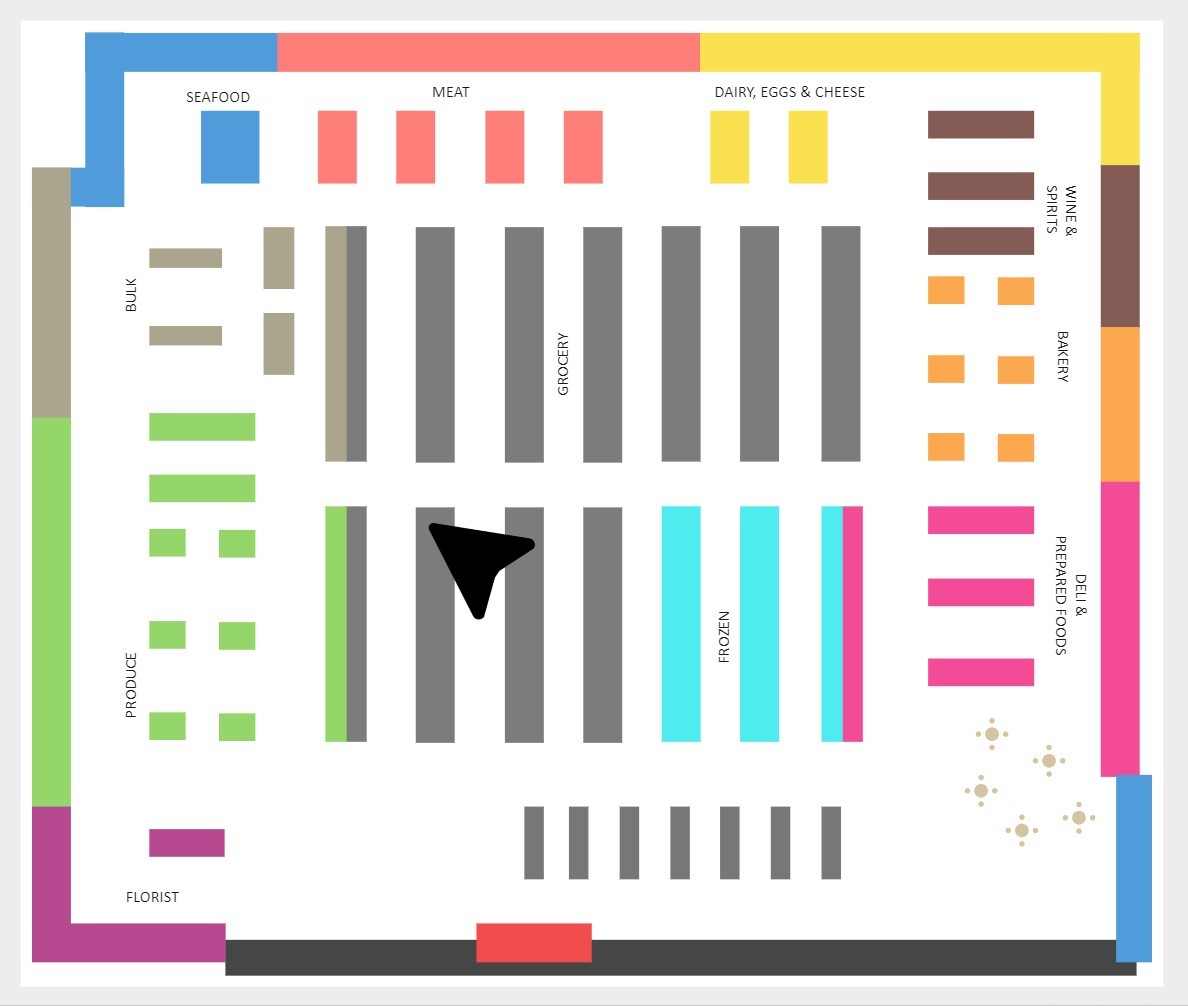 SEAFOOD
MEAT
DAIRY, EGGS & CHEESE
WINE &
SPIRITS
BULK
GROCERY
BAKERY
DELI &
PREPARED FOODS
FROZEN
PRODUCE
FLORIST